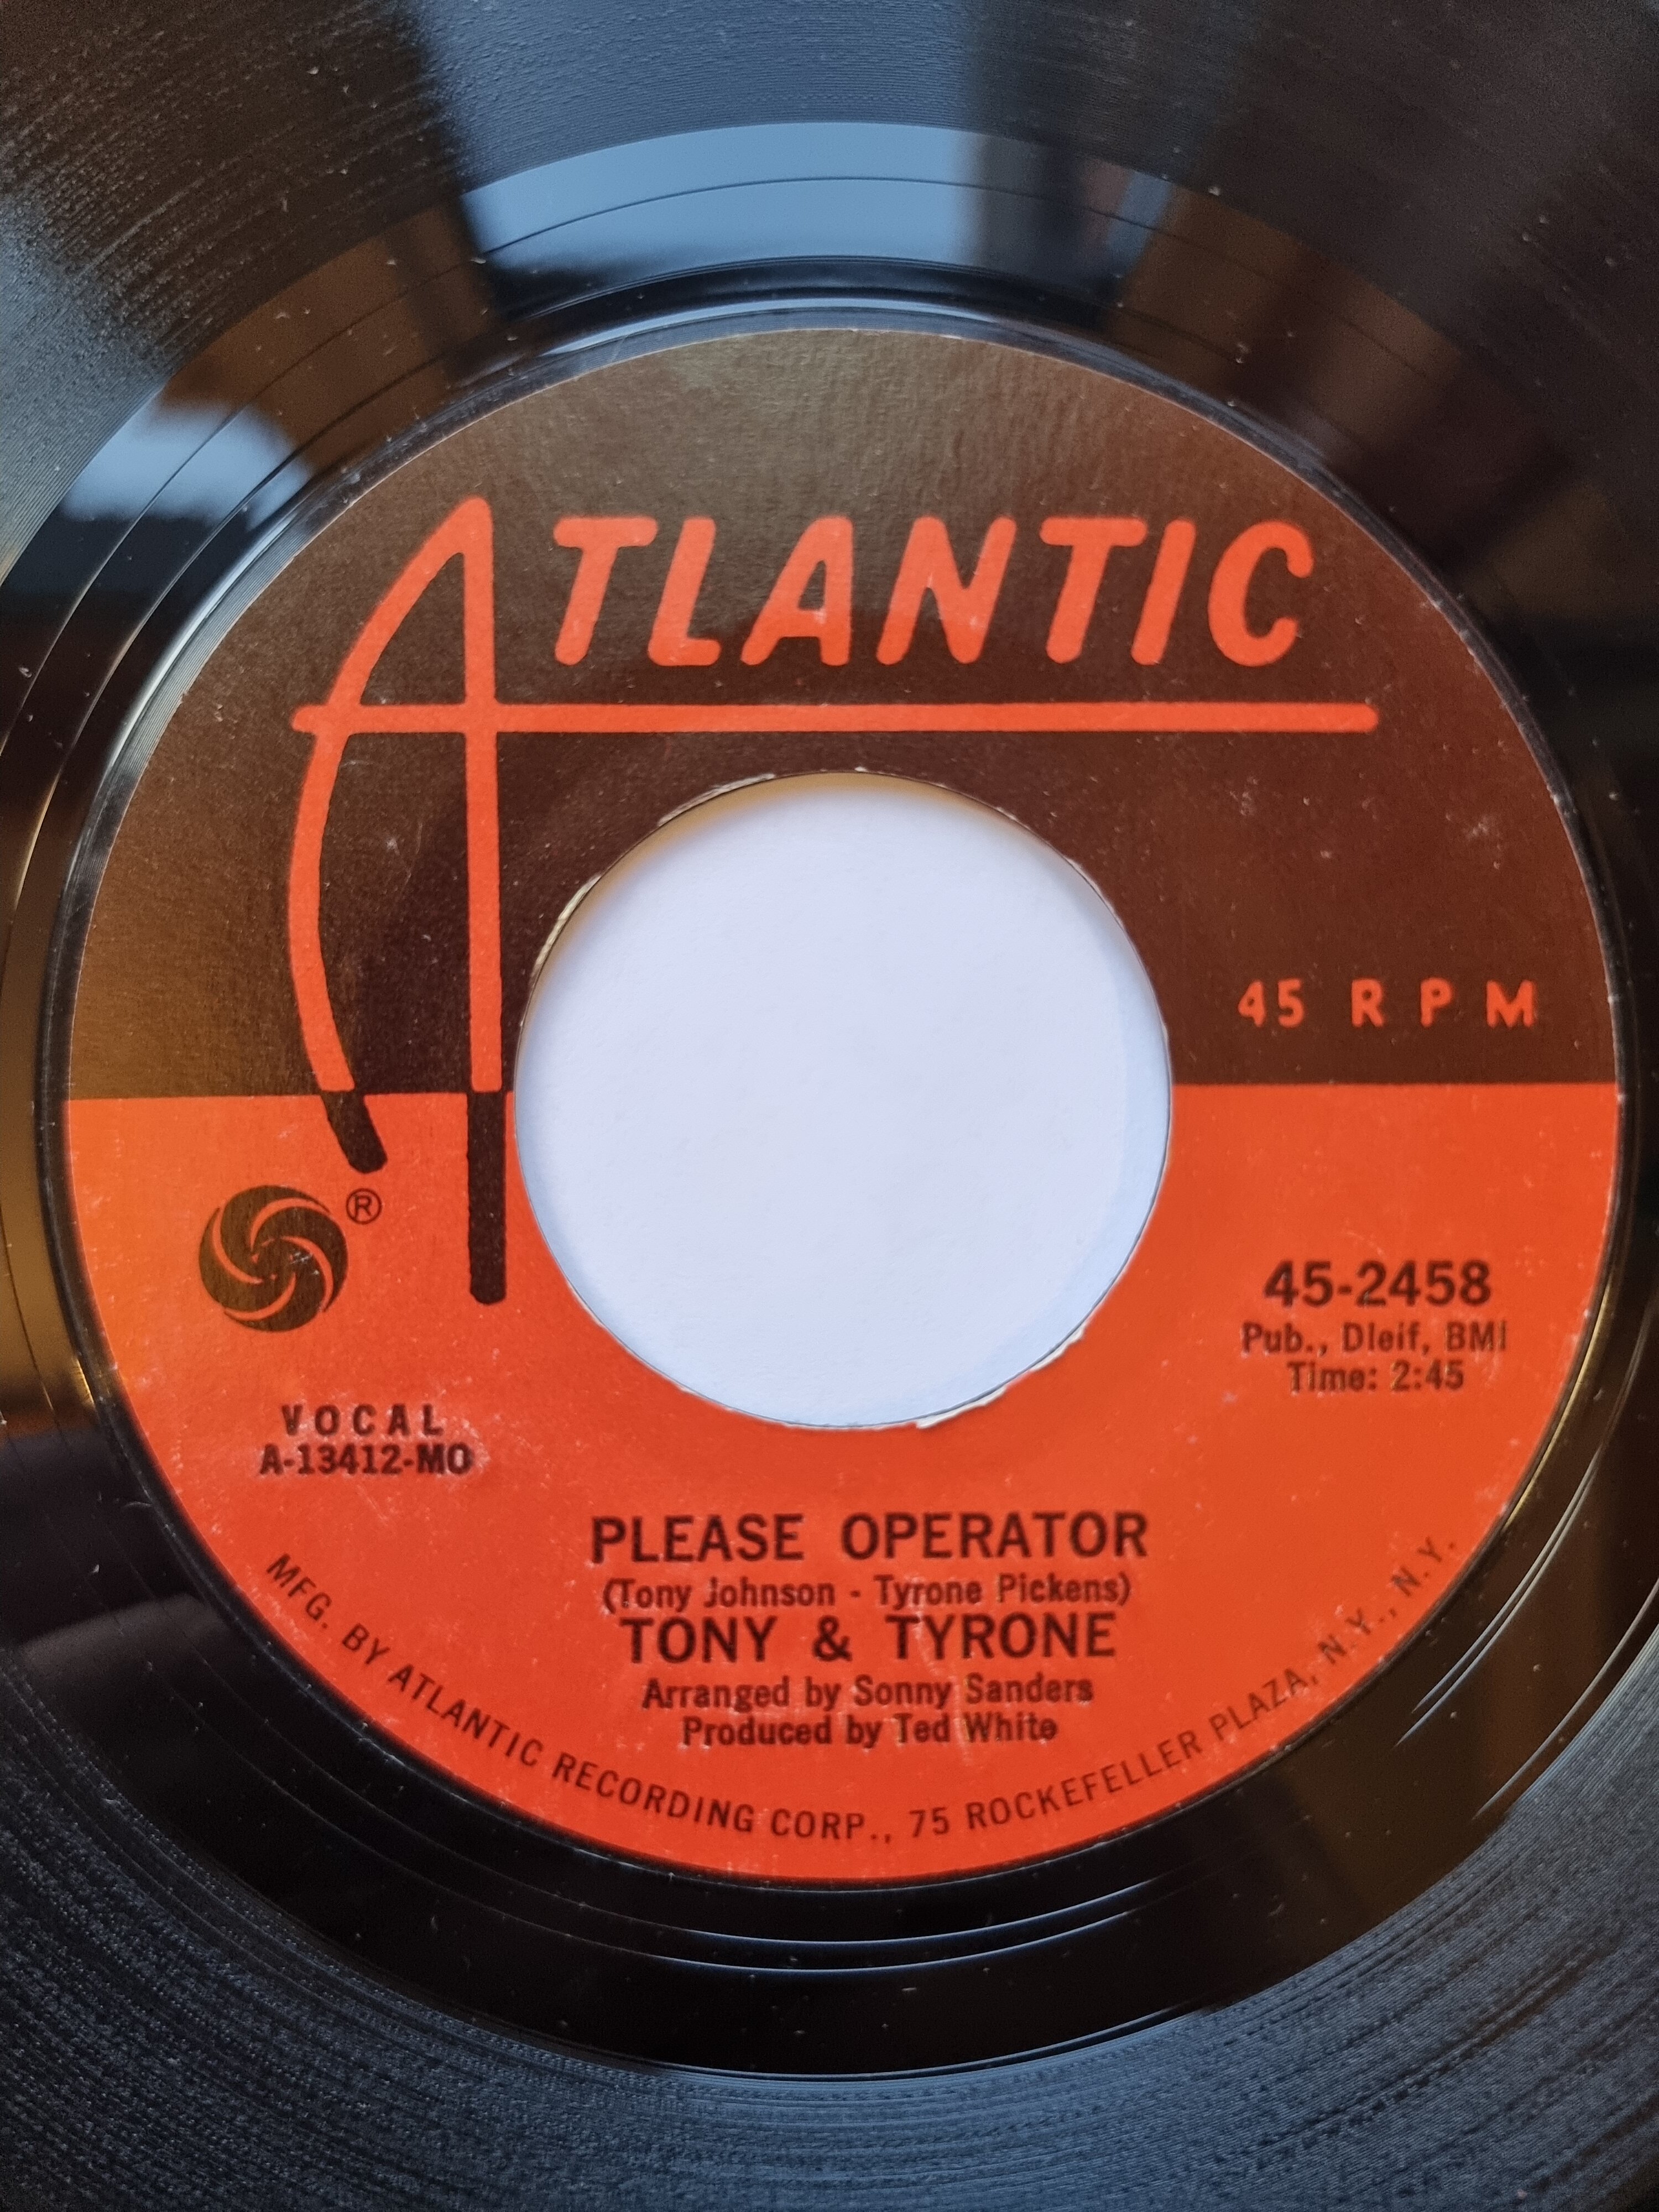 ATLANTIC
45 RPM
®
45-2458
Pub., Dleif, BMI
Time: 2:45
VOCAL
A-13412-MO
PLEASE OPERATOR
(Tony Johnson - Tyrone Pickens)
TONY & TYRONE
Arranged by Sonny Sanders
Produced by Ted White
MFG. BY ATLANTIC RECORDING CORP., 75 ROCKEFELLER PLAZA, N.Y., N.Y.